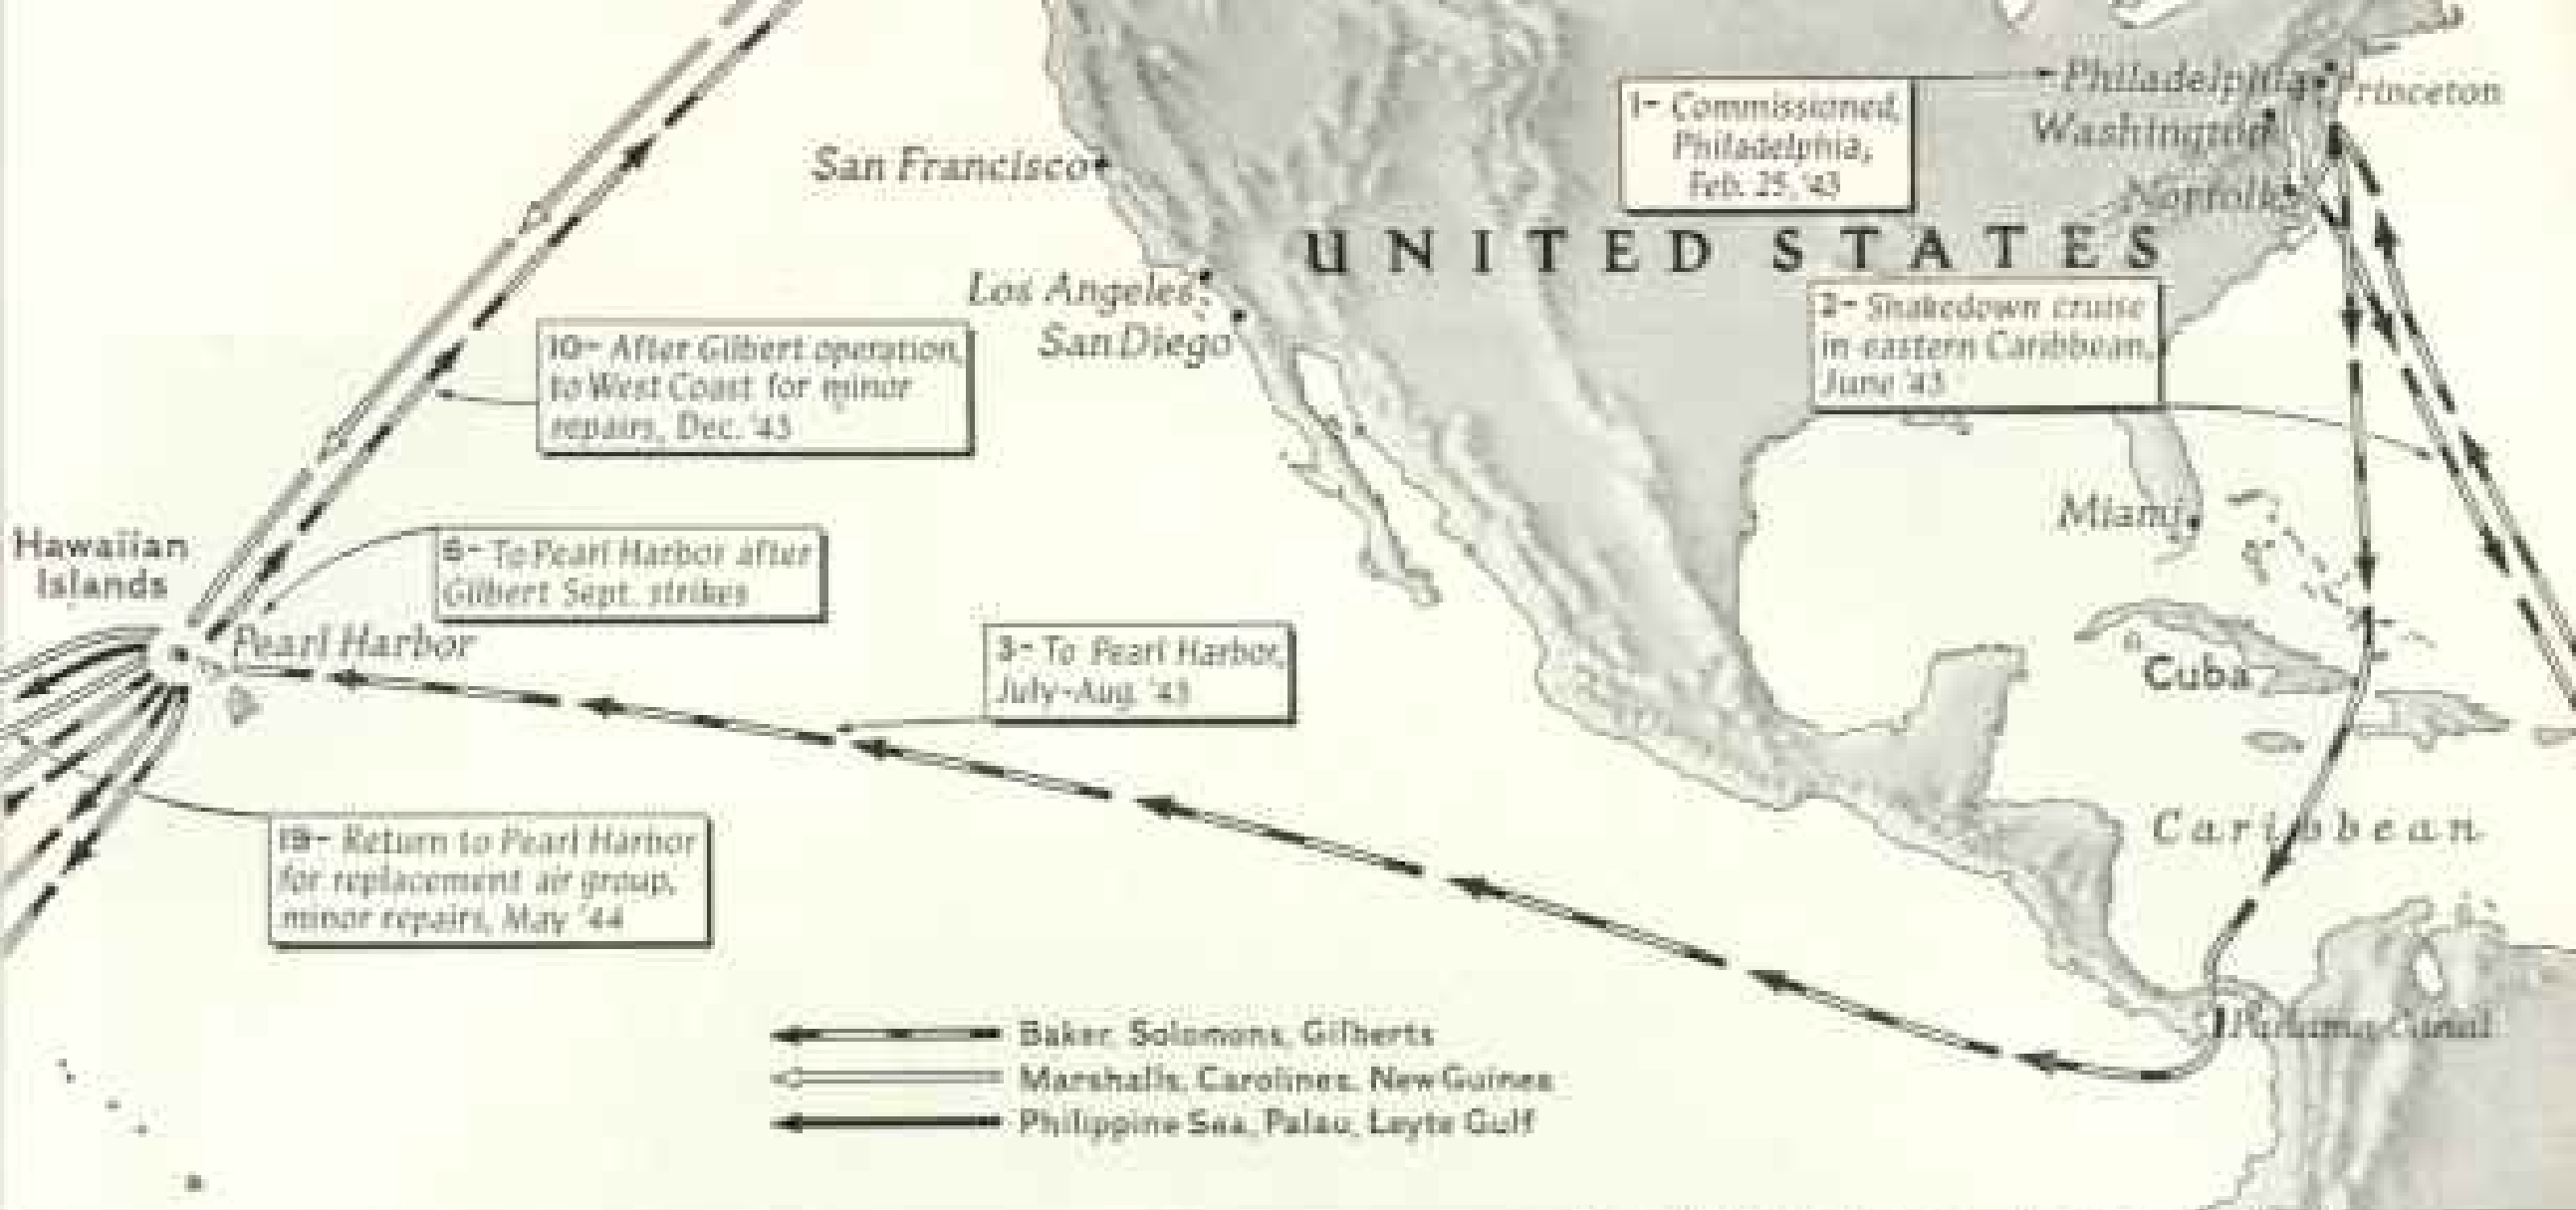 Philadelphia
Princeton
1- Commissioned,
Philadelphia,
Feb. 25, '43
Washington
Norfolk
San Francisco
UNITED STATES
Los Angeles
San Diego
2- Shakedown cruise
in eastern Caribbean,
June '43
10- After Gilbert operation,
to West Coast for minor
repairs, Dec. '43
Miami
Hawaiian
Islands
6- To Pearl Harbor after
Gilbert Sept. strikes
Pearl Harbor
3- To Pearl Harbor,
July-Aug. '43
Cuba
Caribbean
19- Return to Pearl Harbor
for replacement air group,
minor repairs, May '44
Panama Canal
Baker, Solomons, Gilberts
Marshalls, Carolines, New Guinea
Philippine Sea, Palau, Leyte Gulf